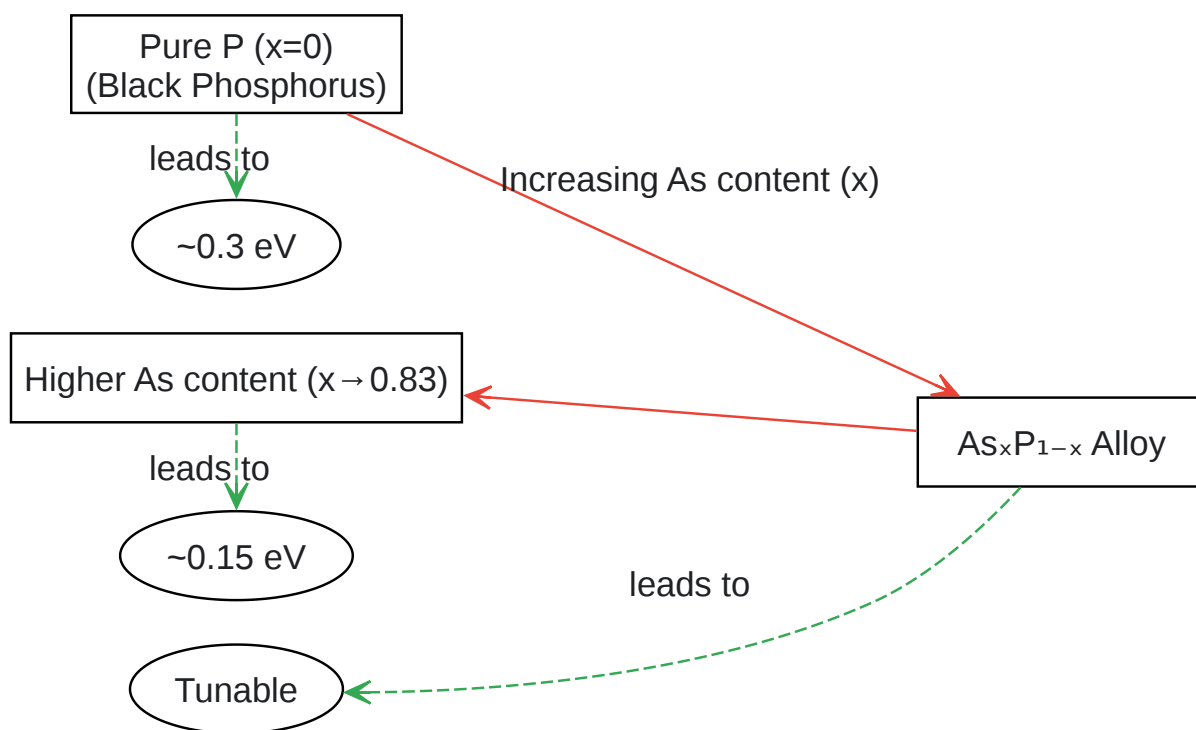 Pure P (x=0)
(Black Phosphorus)
leads to
Increasing As content (x)
~0.3 eV
Higher As content (x→0.83)
AsₓP₁₋ₓ Alloy
leads to
~0.15 eV
leads to
Tunable